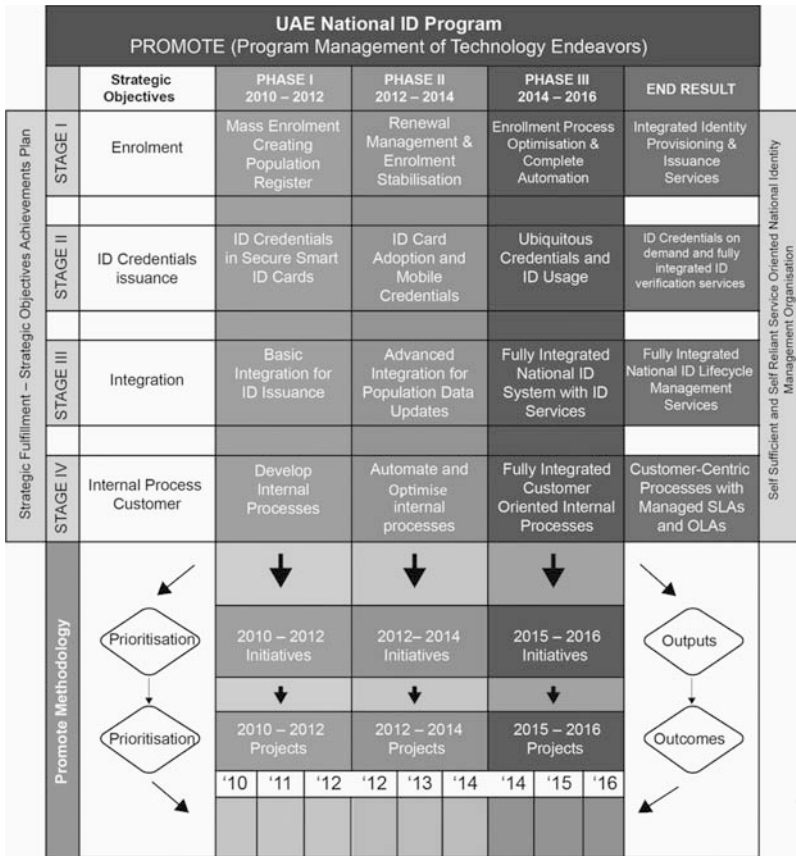 UAE National ID Program
PROMOTE (Program Management of Technology Endeavors)
Strategic
Objectives
PHASE I
2010 – 2012
PHASE II
2012 – 2014
PHASE III
2014 – 2016
END RESULT
Strategic Fulfillment – Strategic Objectives Achievements Plan
STAGE I
Enrolment
Mass Enrolment
Creating
Population
Register
Renewal
Management &
Enrolment
Stabilisation
Enrollment Process
Optimisation &
Complete
Automation
Integrated Identity
Provisioning &
Issuance
Services
STAGE II
ID Credentials
issuance
ID Credentials
in Secure Smart
ID Cards
ID Card
Adoption and
Mobile
Credentials
Ubiquitous
Credentials and
ID Usage
ID Credentials on
demand and fully
integrated ID
verification services
STAGE III
Integration
Basic
Integration for
ID Issuance
Advanced
Integration for
Population Data
Updates
Fully Integrated
National ID
System with ID
Services
Fully Integrated
National ID Lifecycle
Management
Services
STAGE IV
Internal Process
Customer
Develop
Internal
Processes
Automate and
Optimise
internal
processes
Fully Integrated
Customer
Oriented Internal
Processes
Customer-Centric
Processes with
Managed SLAs
and OLAs
Self Sufficient and Self Reliant Service Oriented National Identity
Management Organisation
Promote Methodology
Prioritisation
2010 – 2012
Initiatives
2012– 2014
Initiatives
2015 – 2016
Initiatives
Outputs
Prioritisation
2010 – 2012
Projects
2012 – 2014
Projects
2015 – 2016
Projects
Outcomes
‘10 ‘11 ‘12 ‘12 ‘13 ‘14 ‘14 ‘15 ‘16